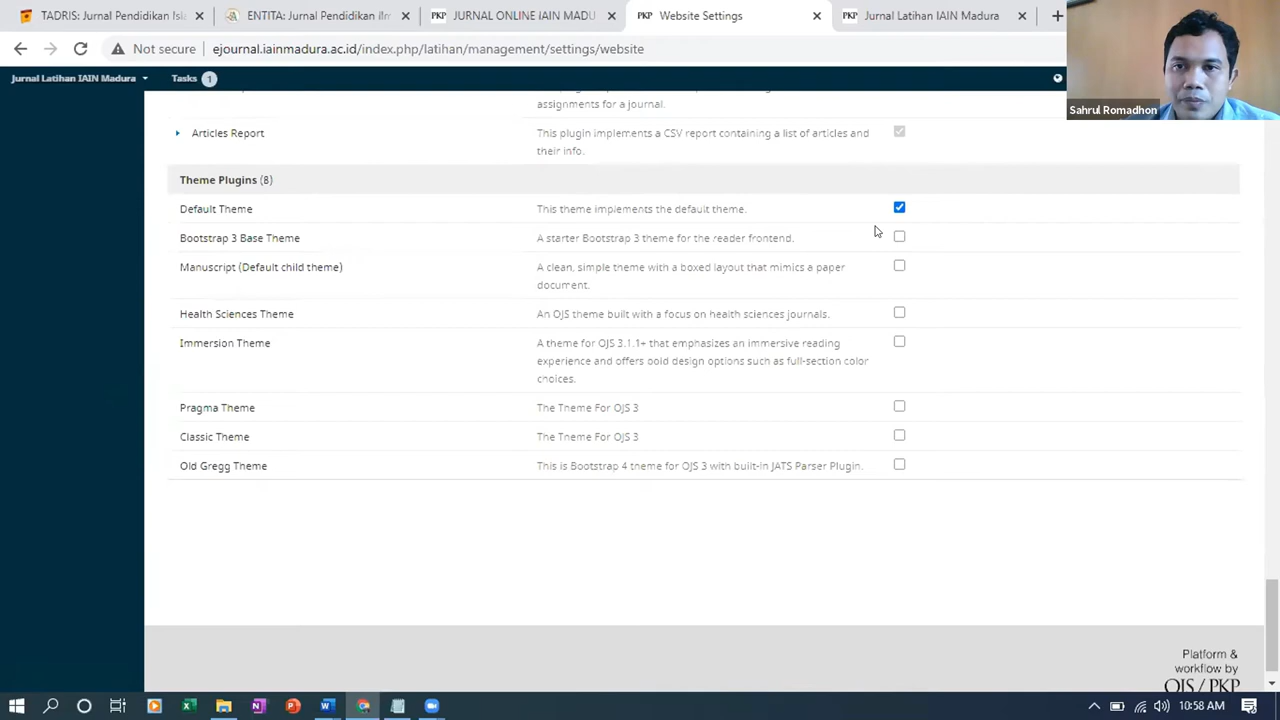 TADRIS: Jurnal Pendidikan Isla
ENTITA: Jurnal Pendidikan Ilm
PKP JURNAL ONLINE IAIN MADU
PKP Website Settings
PKP Jurnal Latihan IAIN Madura
Not secure
ejournal.iainmadura.ac.id/index.php/latihan/management/settings/website
Sahrul Romadhon
Jurnal Latihan IAIN Madura
Tasks 1
assignments for a journal.
Articles Report
This plugin implements a CSV report containing a list of articles and
their info.
Theme Plugins (8)
Default Theme
This theme implements the default theme.
Bootstrap 3 Base Theme
A starter Bootstrap 3 theme for the reader frontend.
Manuscript (Default child theme)
A clean, simple theme with a boxed layout that mimics a paper
document.
Health Sciences Theme
An OJS theme built with a focus on health sciences journals.
Immersion Theme
A theme for OJS 3.1.1+ that emphasizes an immersive reading
experience and offers bold design options such as full-section color
choices.
Pragma Theme
The Theme For OJS 3
Classic Theme
The Theme For OJS 3
Old Gregg Theme
This is Bootstrap 4 theme for OJS 3 with built-in JATS Parser Plugin.
Platform &
workflow by
OJS / PKP
10:58 AM